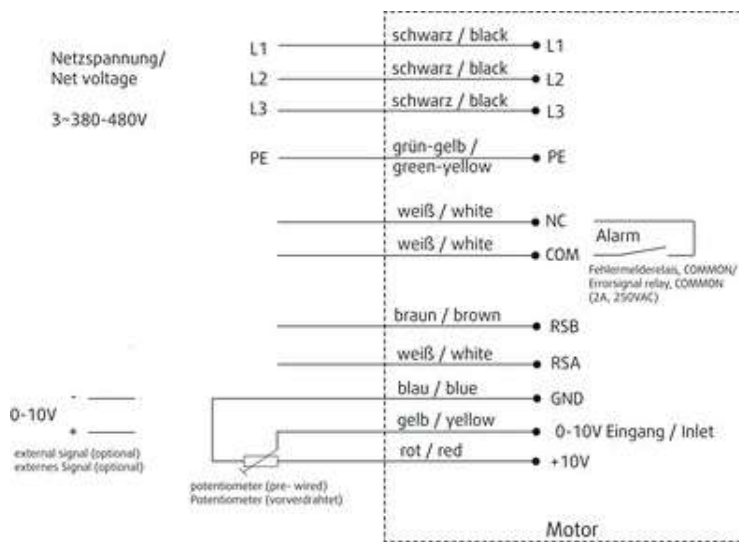 Netzspannung/
Net voltage
3~380-480V
L1 schwarz / black L1
L2 schwarz / black L2
L3 schwarz / black L3
PE grün-gelb / green-yellow PE
weiß / white NC
weiß / white COM
Alarm
Fehlermelderelais, COMMON/
Errorsignal relay, COMMON
(2A, 250VAC)
braun / brown RSB
weiß / white RSA
blau / blue GND
gelb / yellow 0-10V Eingang / Inlet
rot / red +10V
-
0-10V
+
external signal (optional)
externes Signal (optional)
potentiometer (pre- wired)
Potentiometer (vorverdrahtet)
Motor